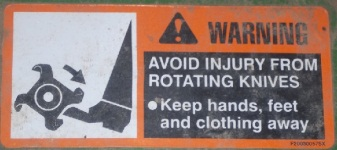 WARNING
AVOID INJURY FROM
ROTATING KNIVES
• Keep hands, feet
and clothing away